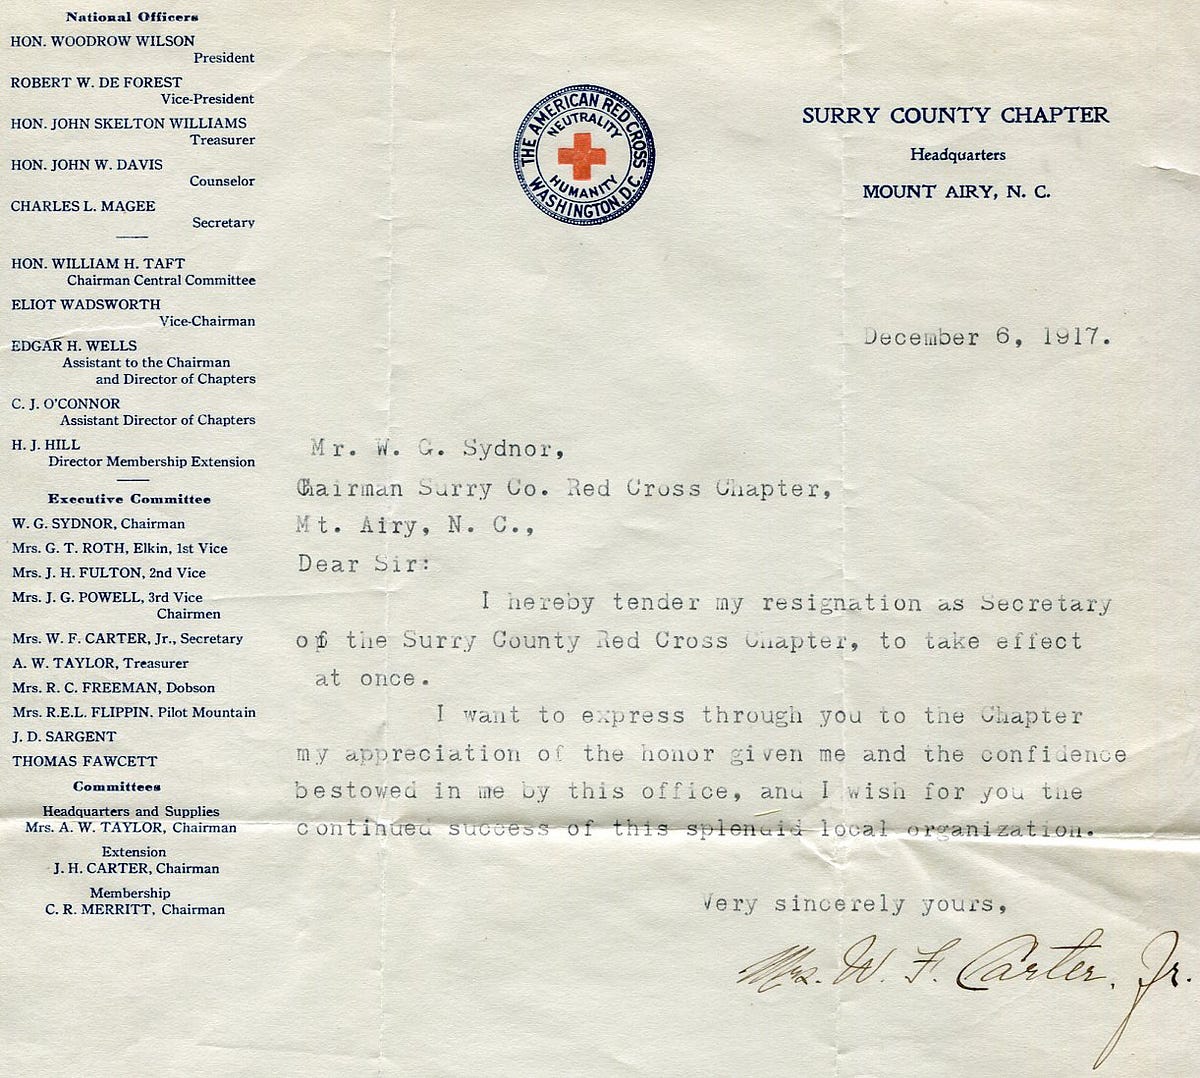 National Officers
HON. WOODROW WILSON
President
ROBERT W. DE FOREST
Vice-President
HON. JOHN SKELTON WILLIAMS
Treasurer
HON. JOHN W. DAVIS
Counselor
CHARLES L. MAGEE
Secretary
HON. WILLIAM H. TAFT
Chairman Central Committee
ELIOT WADSWORTH
Vice-Chairman
EDGAR H. WELLS
Assistant to the Chairman
and Director of Chapters
C. J. O'CONNOR
Assistant Director of Chapters
H. J. HILL
Director Membership Extension
Executive Committee
W. G. SYDNOR, Chairman
Mrs. G. T. ROTH, Elkin, 1st Vice
Mrs. J. H. FULTON, 2nd Vice
Mrs. J. G. POWELL, 3rd Vice
Chairmen
Mrs. W. F. CARTER, Jr., Secretary
A. W. TAYLOR, Treasurer
Mrs. R. C. FREEMAN, Dobson
Mrs. R.E.L. FLIPPIN. Pilot Mountain
J. D. SARGENT
THOMAS FAWCETT
Committees
Headquarters and Supplies
Mrs. A. W. TAYLOR, Chairman
Extension
J. H. CARTER, Chairman
Membership
C. R. MERRITT, Chairman
THE AMERICAN RED CROSS
NEUTRALITY
HUMANITY
WASHINGTON, D.C.
SURRY COUNTY CHAPTER
Headquarters
MOUNT AIRY, N. C.
December 6, 1917.
Mr. W. G. Sydnor,
Chairman Surry Co. Red Cross Chapter,
Mt. Airy, N. C.,
Dear Sir:
I hereby tender my resignation as Secretary
of the Surry County Red Cross Chapter, to take effect
at once.
I want to express through you to the Chapter
my appreciation of the honor given me and the confidence
bestowed in me by this office, and I wish for you the
continued success of this splendid local organization.
Very sincerely yours,
Mrs. W. F. Carter, Jr.